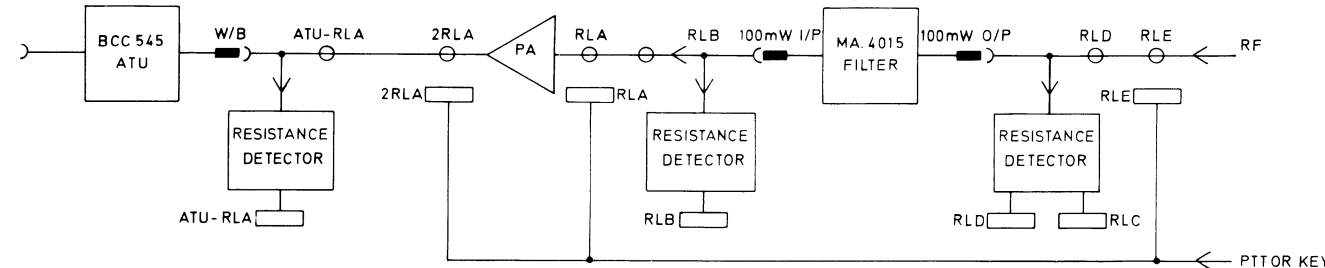 BCC 545
ATU
W/B
ATU-RLA
2RLA
PA
RLA
RLB
100mW I/P
MA. 4015
FILTER
100mW O/P
RLD
RLE
RF
2RLA
RLA
RLE
RESISTANCE
DETECTOR
RESISTANCE
DETECTOR
RESISTANCE
DETECTOR
ATU-RLA
RLB
RLD
RLC
PTT OR KEY